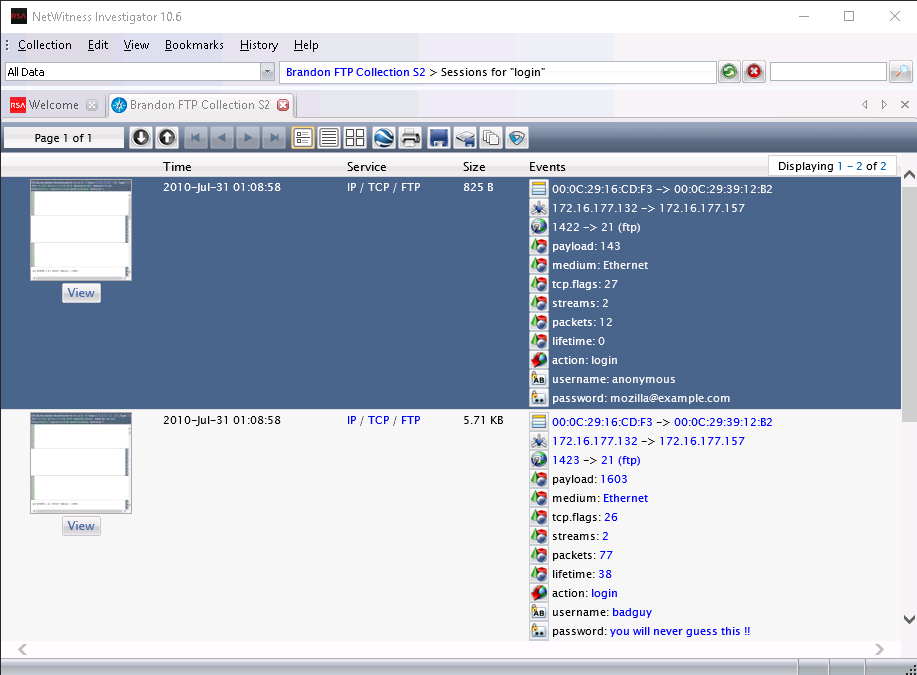 RSA NetWitness Investigator 10.6
Collection Edit View Bookmarks History Help
All Data Brandon FTP Collection S2 > Sessions for "login"
RSA Welcome Brandon FTP Collection S2
Page 1 of 1
Time Service Size Events Displaying 1 - 2 of 2
2010-Jul-31 01:08:58 IP / TCP / FTP 825 B 00:0C:29:16:CD:F3 -> 00:0C:29:39:12:B2
172.16.177.132 -> 172.16.177.157
1422 -> 21 (ftp)
payload: 143
medium: Ethernet
tcp.flags: 27
View
streams: 2
packets: 12
lifetime: 0
action: login
username: anonymous
password: mozilla@example.com
2010-Jul-31 01:08:58 IP / TCP / FTP 5.71 KB 00:0C:29:16:CD:F3 -> 00:0C:29:39:12:B2
172.16.177.132 -> 172.16.177.157
1423 -> 21 (ftp)
payload: 1603
medium: Ethernet
tcp.flags: 26
View
streams: 2
packets: 77
lifetime: 38
action: login
username: badguy
password: you will never guess this !!